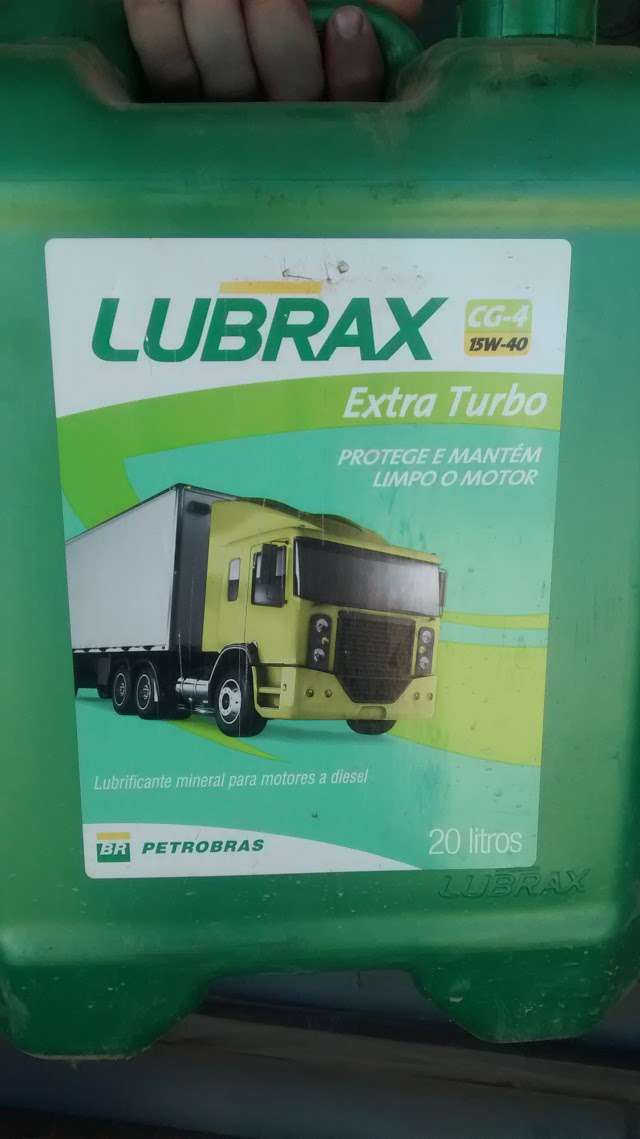 LUBRAX
CG-4
15W-40
Extra Turbo
PROTEGE E MANTÉM
LIMPO O MOTOR
Lubrificante mineral para motores a diesel
BR PETROBRAS
20 litros
LUBRAX